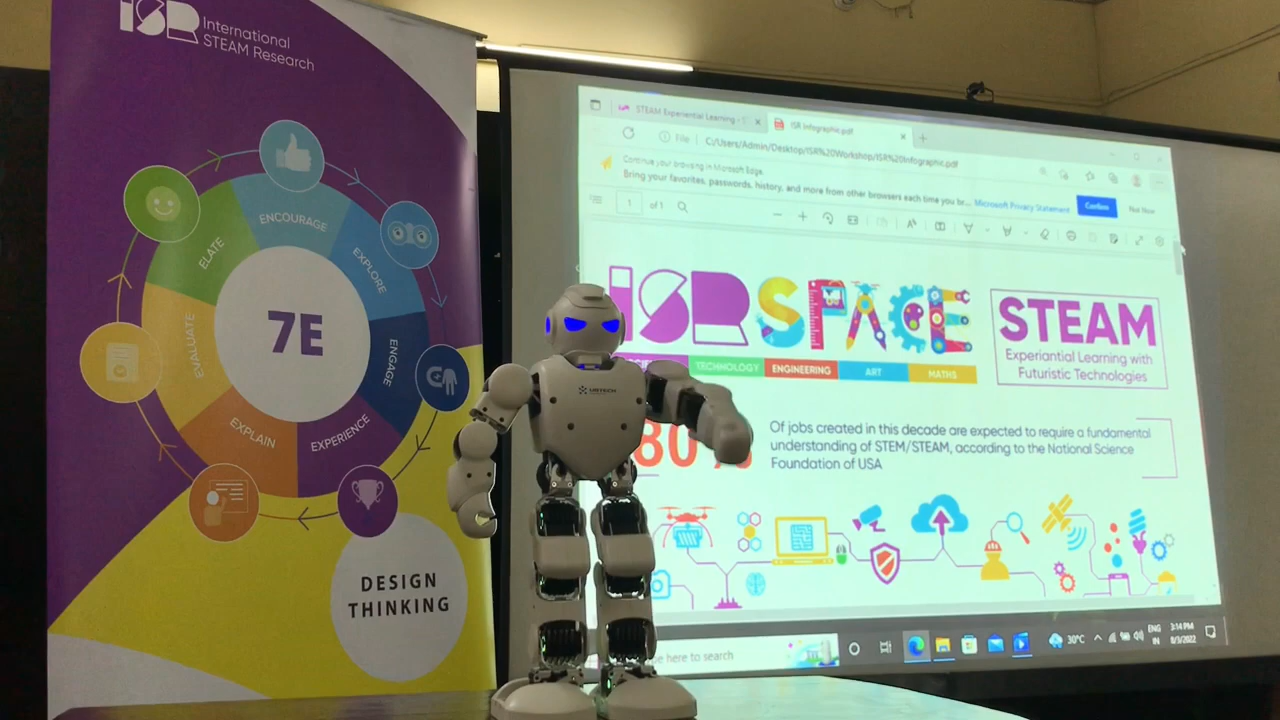 ISR International
STEAM Research
ENCOURAGE
EXPLORE
ENGAGE
EXPERIENCE
EXPLAIN
EVALUATE
ELATE
7E
DESIGN
THINKING
UBTECH
STEAM Experiential Learning -
ISR Infographic.pdf
File
C:/Users/Admin/Desktop/ISR%20Workshop/ISR%20Infographic.pdf
Continue your browsing in Microsoft Edge.
Bring your favorites, passwords, history, and more from other browsers each time you br... Microsoft Privacy Statement
Confirm
Not Now
1 of 1
ISR SPACE
TECHNOLOGY ENGINEERING ART MATHS
STEAM
Experiantial Learning with
Futuristic Technologies
80
Of jobs created in this decade are expected to require a fundamental
understanding of STEM/STEAM, according to the National Science
Foundation of USA
here to search
30°C
ENG
IN
3:14 PM
8/3/2022